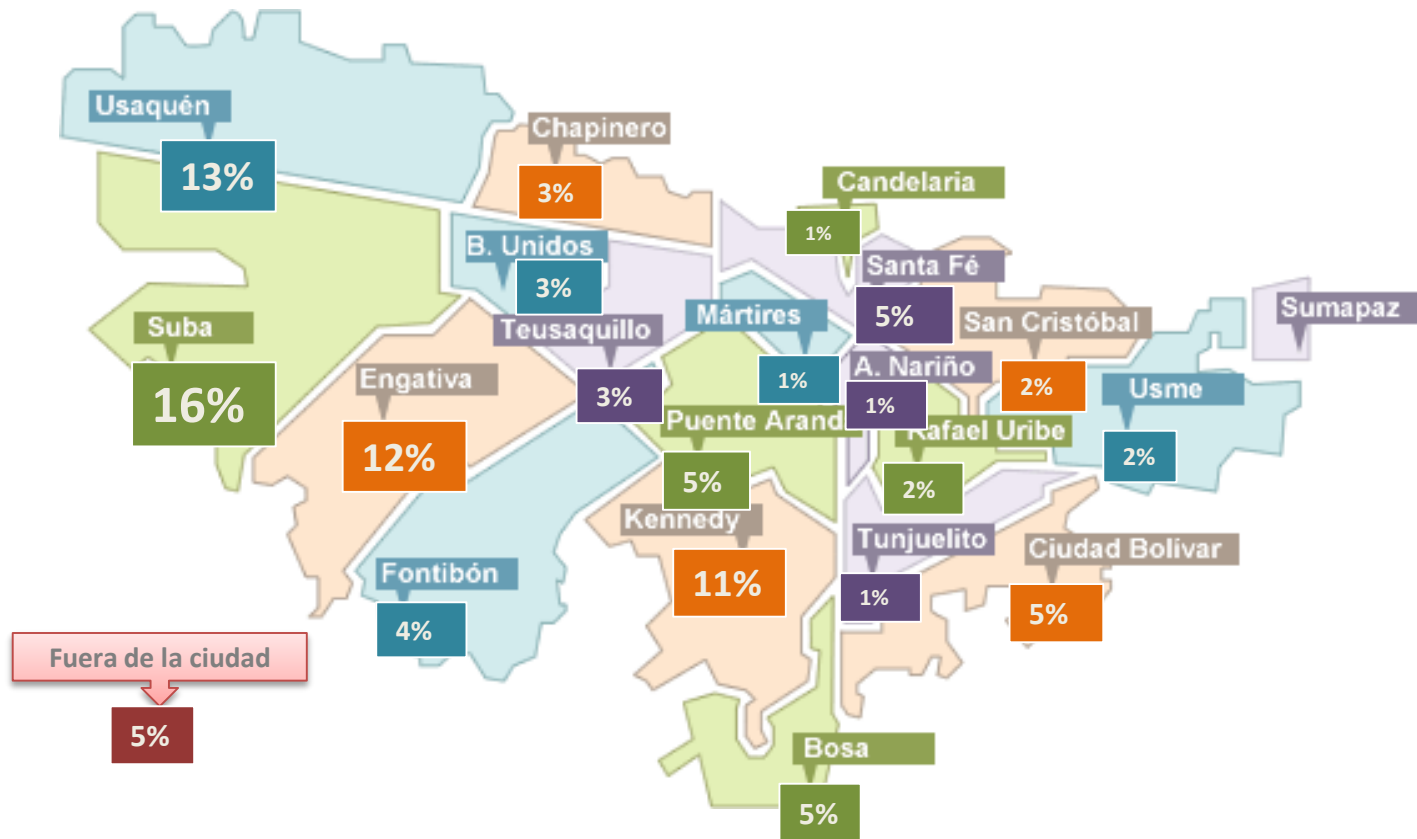 Usaquén
13%
Chapinero
3%
Candelaria
1%
B. Unidos
3%
Santa Fé
5%
Sumapaz
Suba
16%
Teusaquillo
3%
Mártires
1%
San Cristóbal
2%
Engativa
12%
A. Nariño
1%
Usme
2%
Puente Arand
5%
Rafael Uribe
2%
Kennedy
11%
Tunjuelito
1%
Ciudad Bolívar
5%
Fontibón
4%
Fuera de la ciudad
5%
Bosa
5%